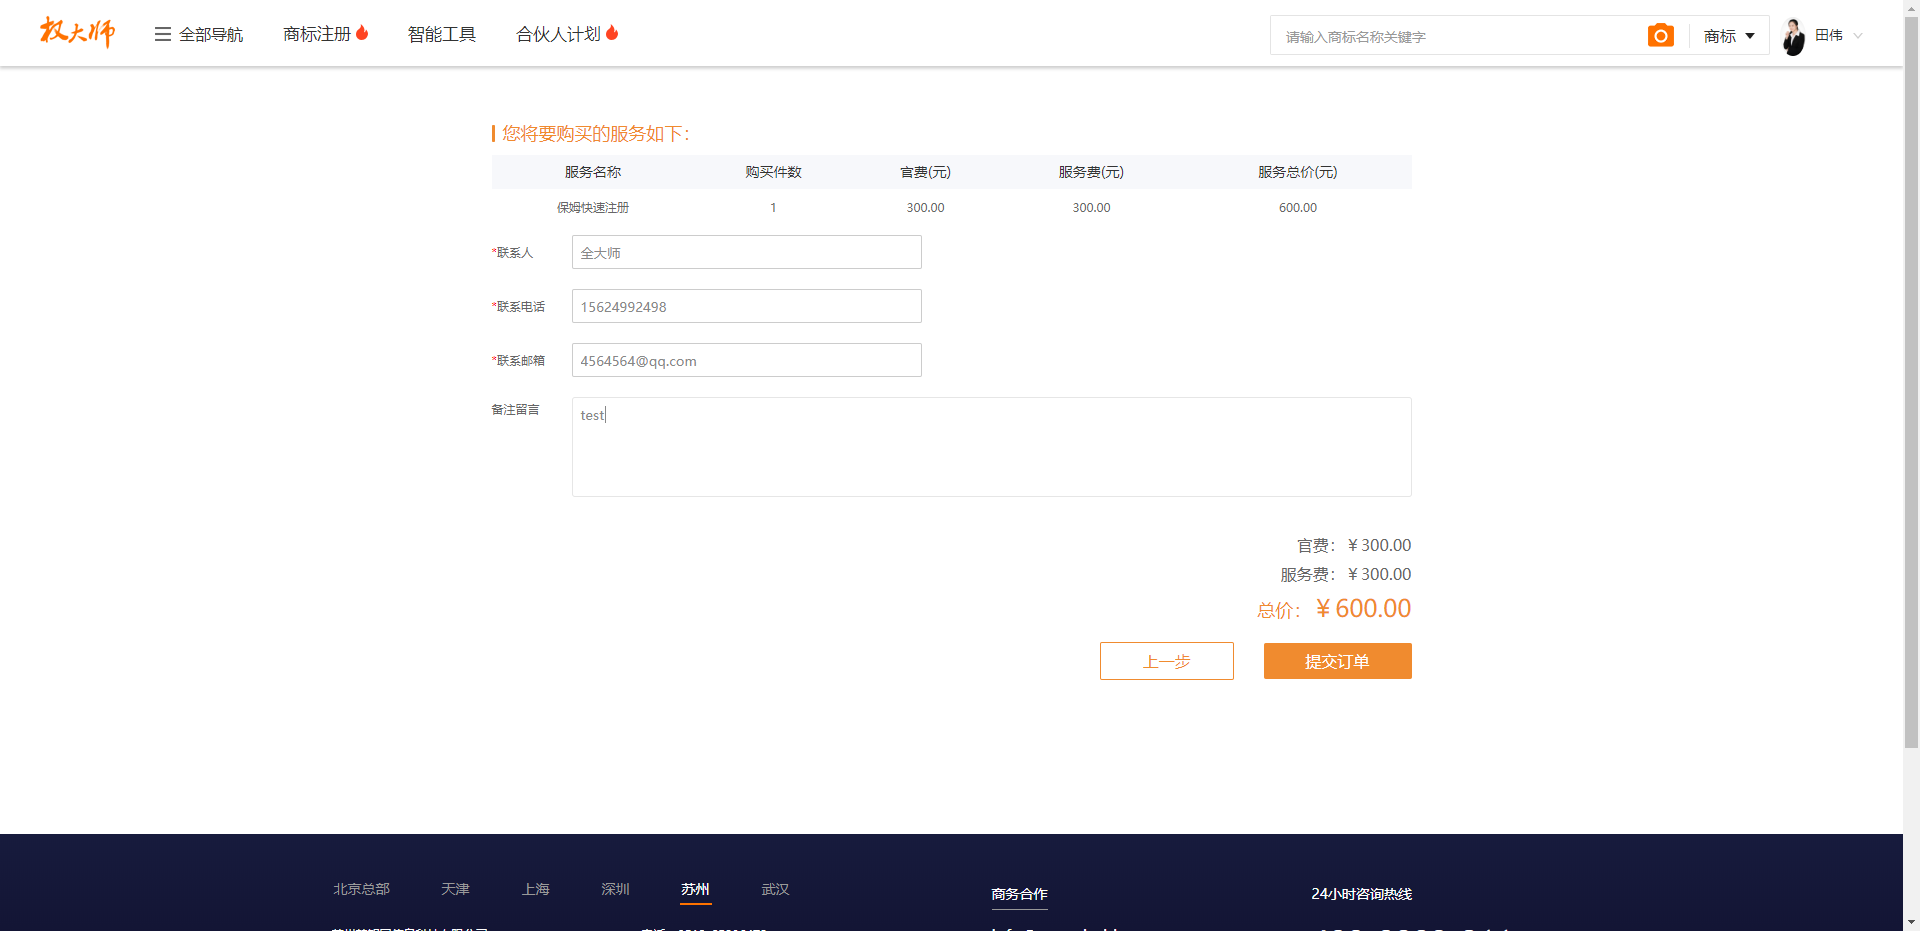 权大师 全部导航 商标注册 智能工具 合伙人计划 请输入商标名称关键字 商标 田伟
您将要购买的服务如下：
服务名称 购买件数 官费(元) 服务费(元) 服务总价(元)
保姆快速注册 1 300.00 300.00 600.00
*联系人 全大师
*联系电话 15624992498
*联系邮箱 4564564@qq.com
备注留言 test
官费：￥300.00
服务费：￥300.00
总价：￥600.00
上一步 提交订单
北京总部 天津 上海 深圳 苏州 武汉 商务合作 24小时咨询热线